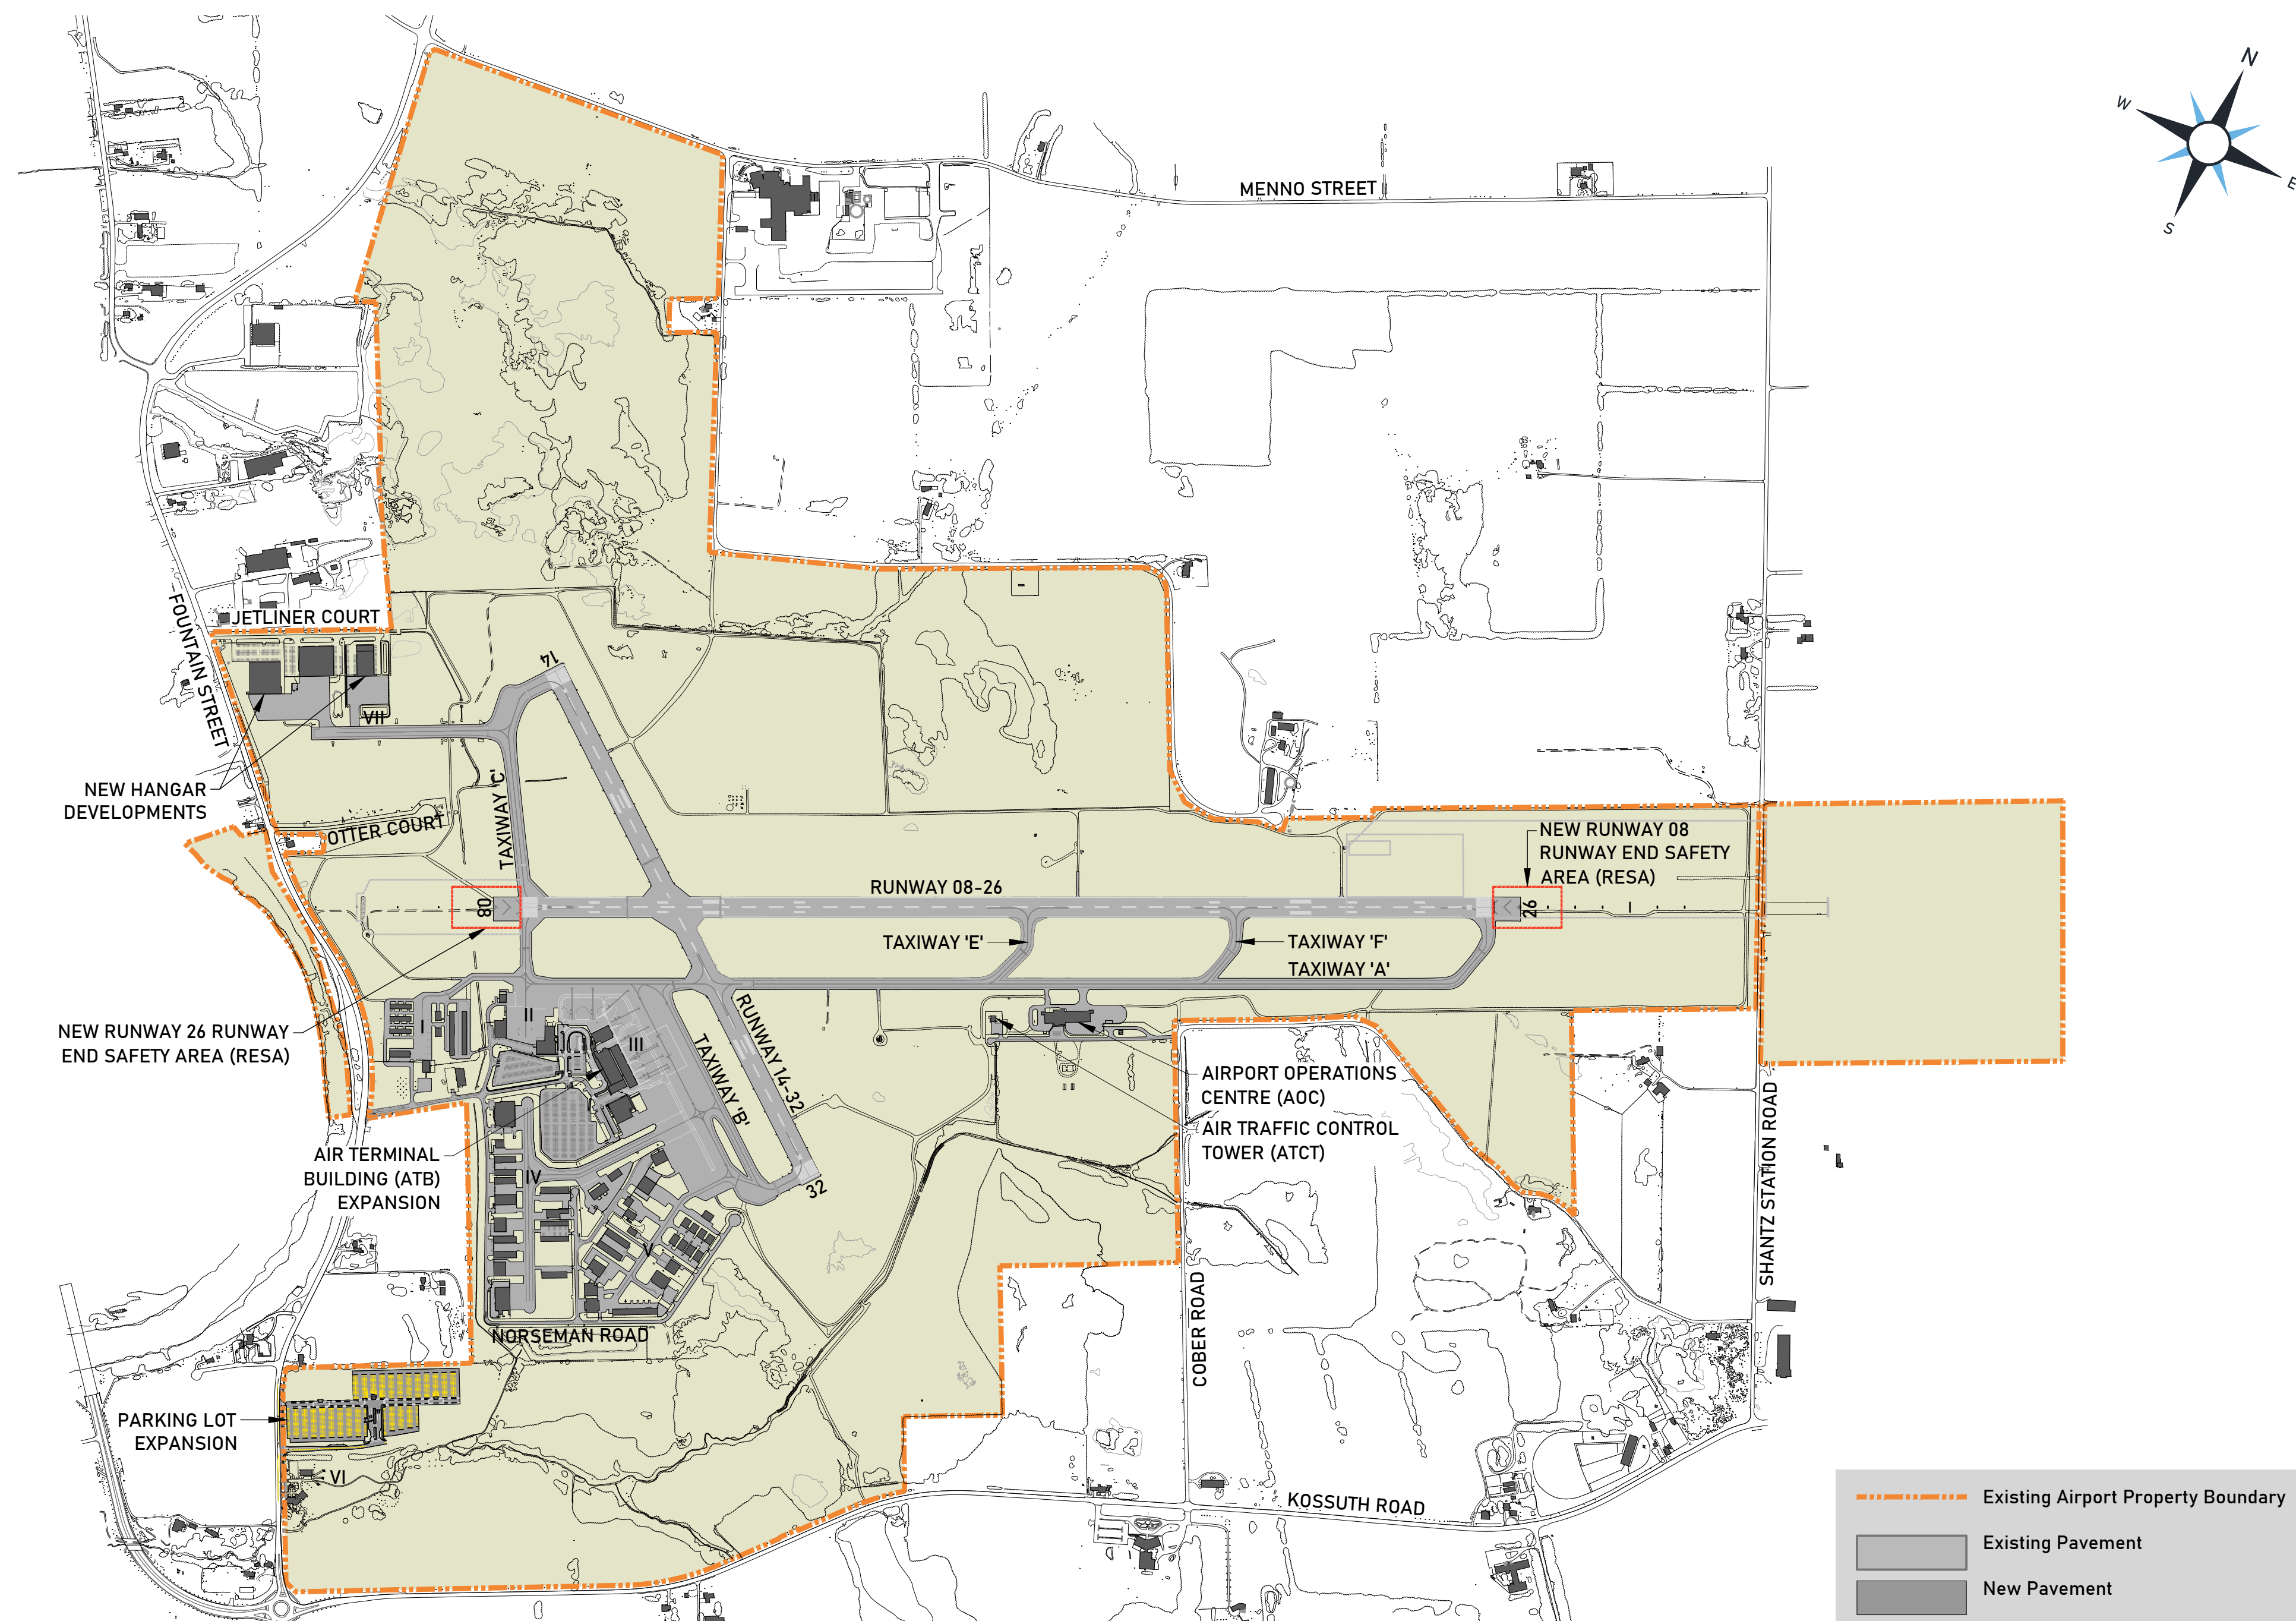 N
W
E
S
MENNO STREET
JETLINER COURT
FOUNTAIN STREET
14
VII
NEW HANGAR
DEVELOPMENTS
TAXIWAY 'C'
OTTER COURT
NEW RUNWAY 08
RUNWAY END SAFETY
AREA (RESA)
RUNWAY 08-26
08
26
TAXIWAY 'E'
TAXIWAY 'F'
TAXIWAY 'A'
NEW RUNWAY 26 RUNWAY
END SAFETY AREA (RESA)
I
II
III
RUNWAY 14-32
TAXIWAY 'B'
AIRPORT OPERATIONS
CENTRE (AOC)
AIR TRAFFIC CONTROL
TOWER (ATCT)
AIR TERMINAL
BUILDING (ATB)
EXPANSION
IV
32
V
SHANTZ STATION ROAD
COBER ROAD
NORSEMAN ROAD
PARKING LOT
EXPANSION
VI
KOSSUTH ROAD
Existing Airport Property Boundary
Existing Pavement
New Pavement